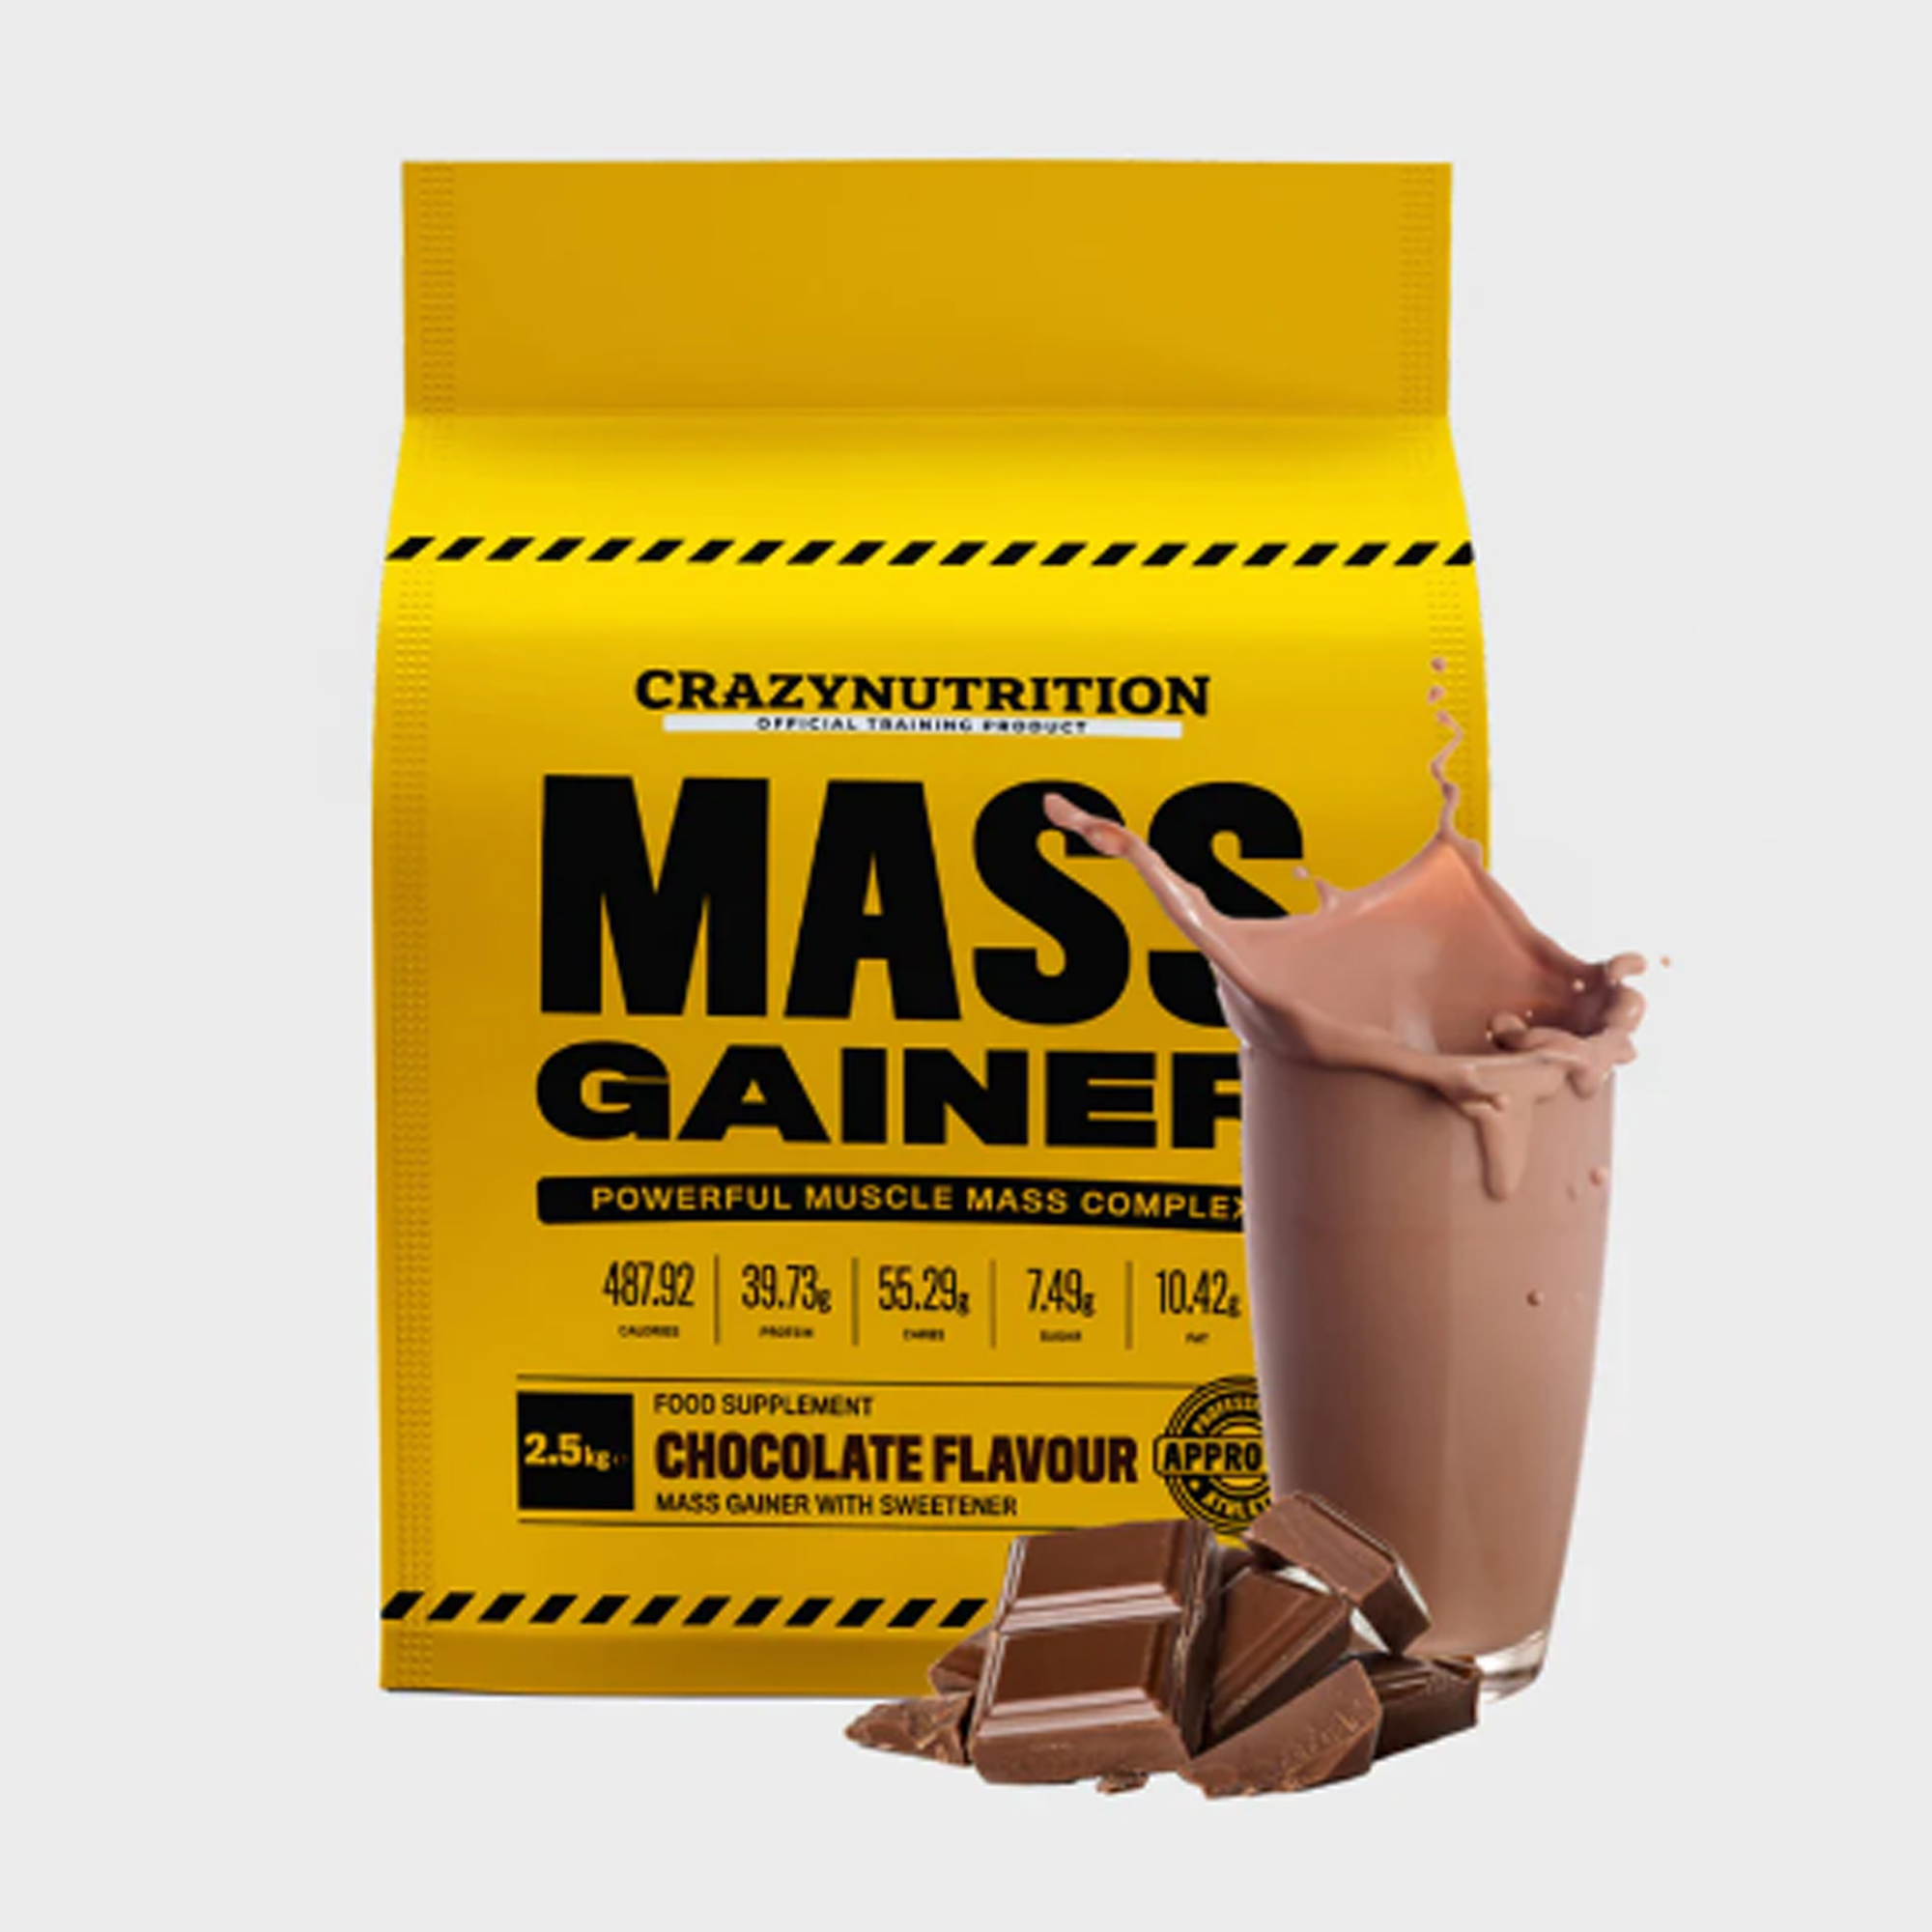 CRAZYNUTRITION
OFFICIAL TRAINING PRODUCT
MASS
GAINER
POWERFUL MUSCLE MASS COMPLEX
487.92 39.73g 55.29g 7.49g 10.42g
CALORIES PROTEIN CARBS SUGAR FAT
2.5kg e
FOOD SUPPLEMENT
CHOCOLATE FLAVOUR
MASS GAINER WITH SWEETENER
APPRO